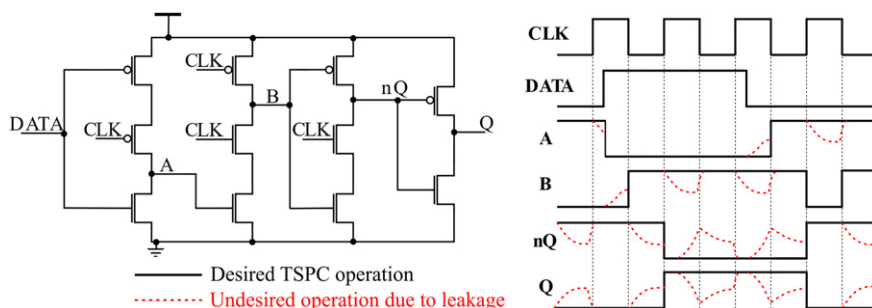 CLK
DATA
CLK
A
CLK
CLK
B
CLK
nQ
Q
Desired TSPC operation
Undesired operation due to leakage
CLK
DATA
A
B
nQ
Q